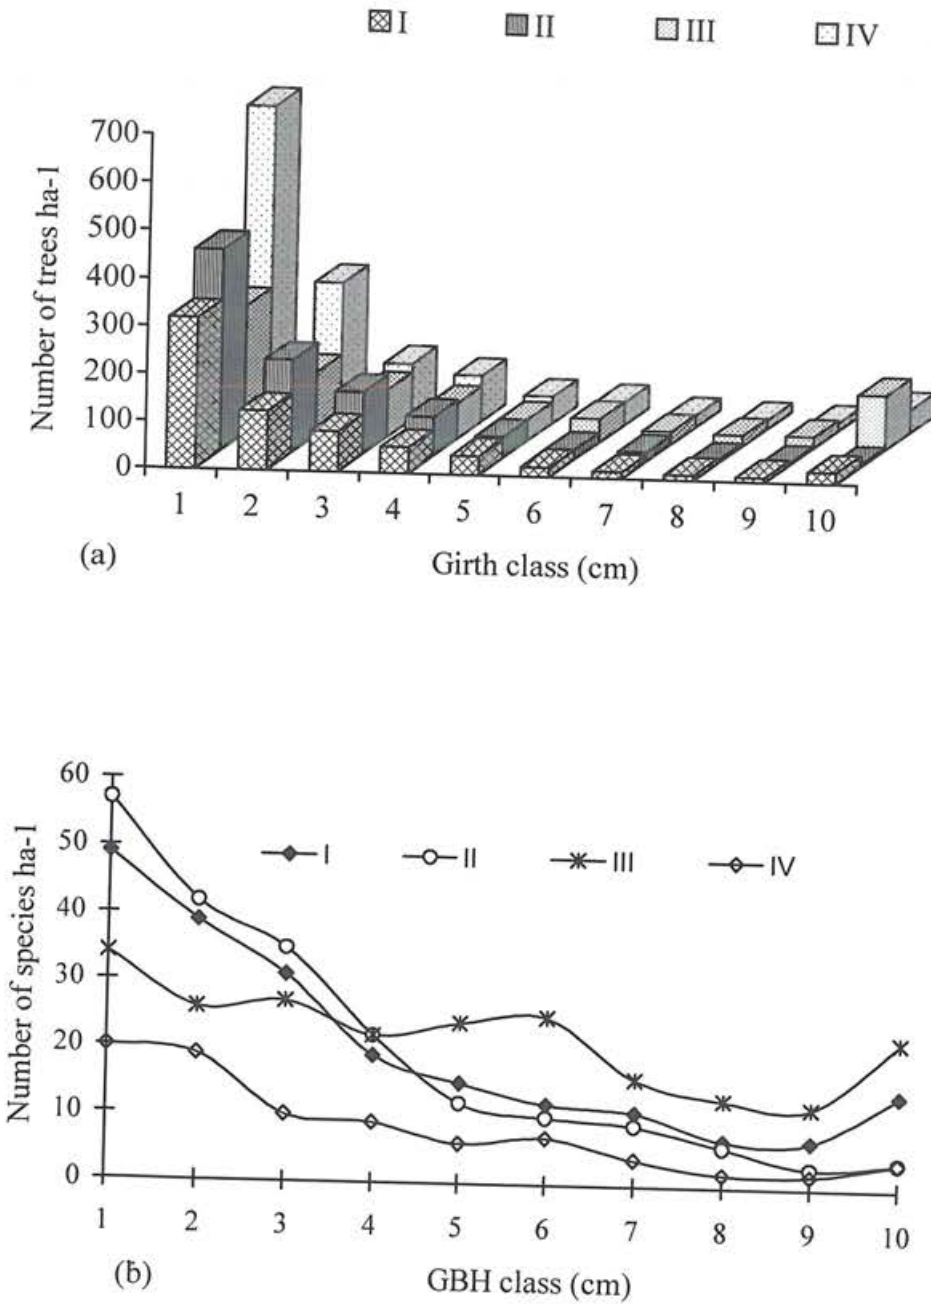 I II III IV
700
600
500
400
300
200
100
0
Number of trees ha-1
1 2 3 4 5 6 7 8 9 10
(a)
Girth class (cm)
60
50
40
30
20
10
0
Number of species ha-1
I II III IV
1 2 3 4 5 6 7 8 9 10
(b)
GBH class (cm)